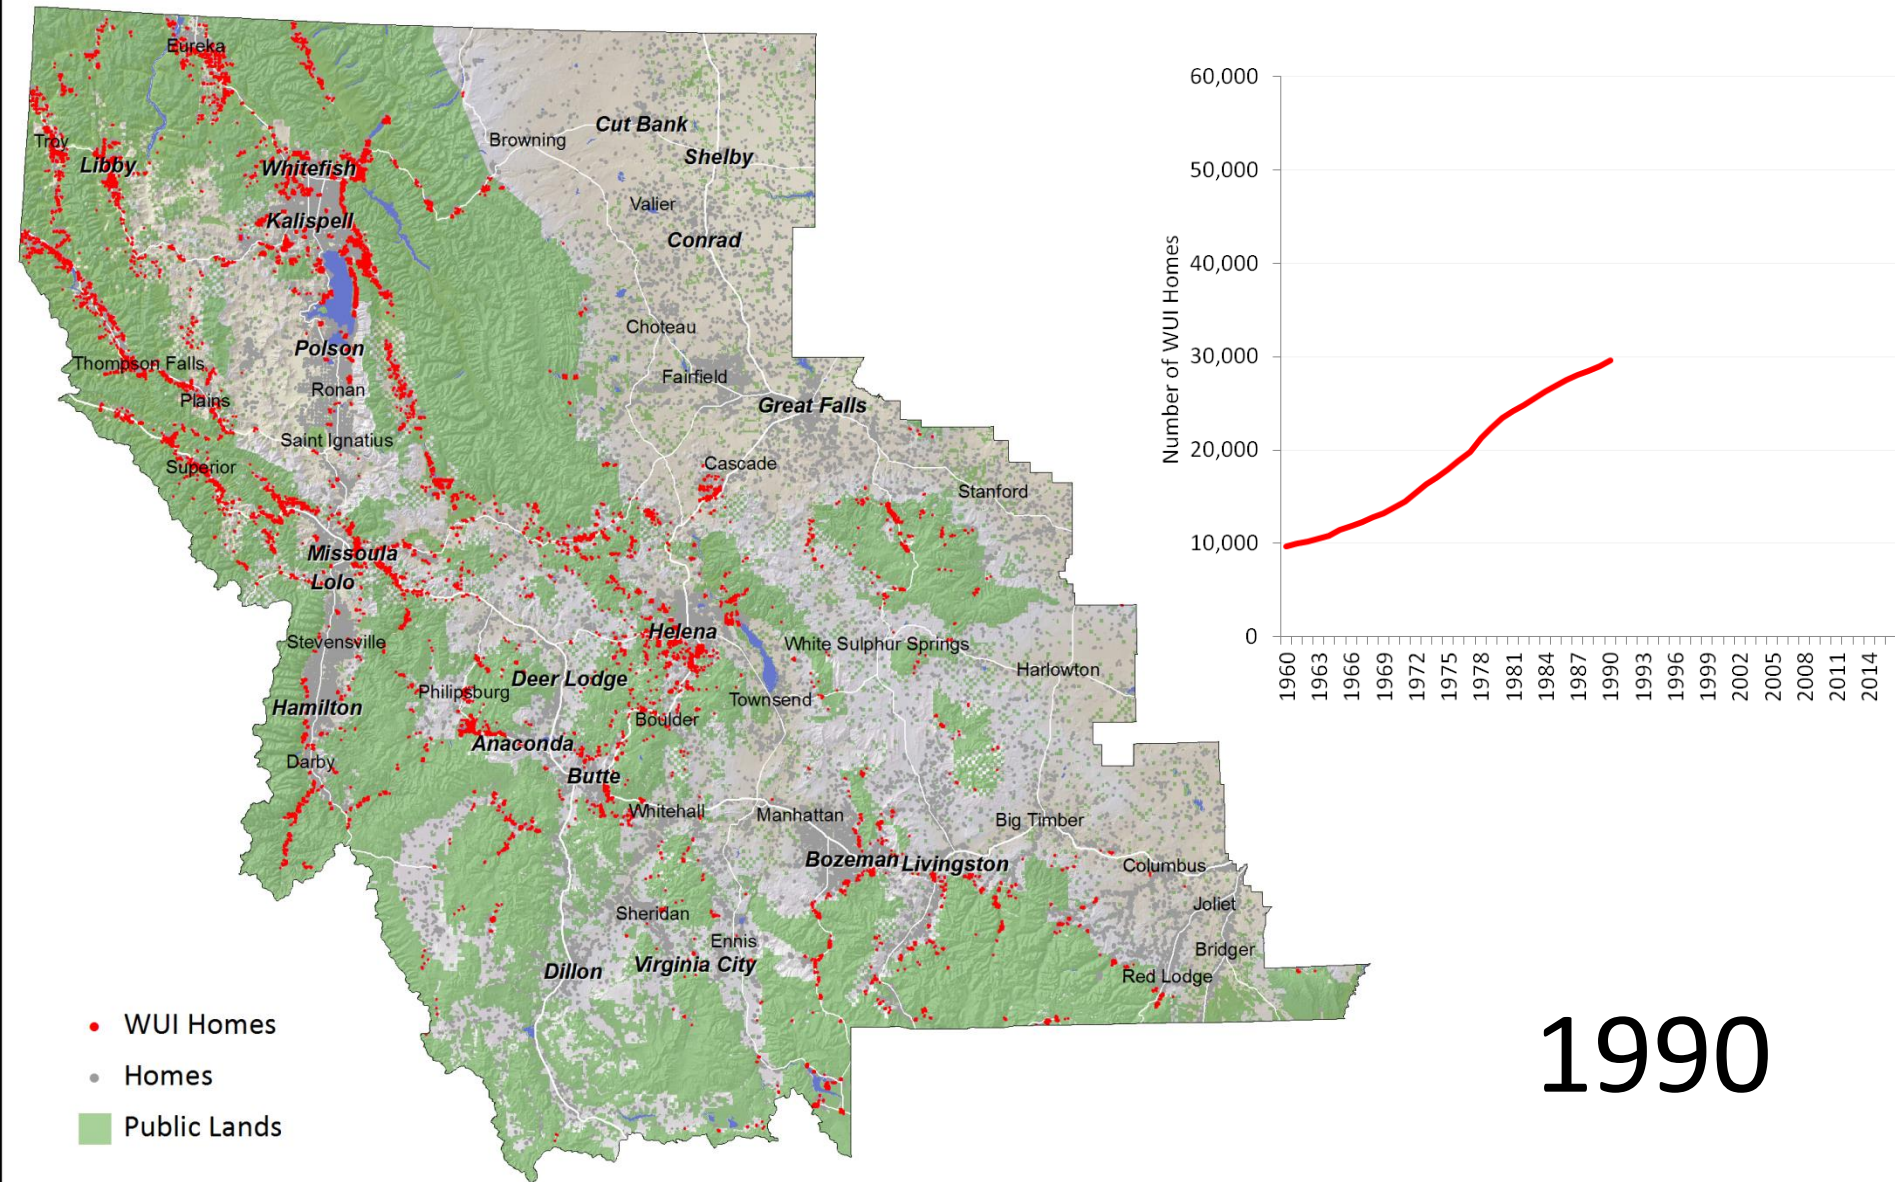 Eureka
Troy
Libby
Whitefish
Kalispell
Browning
Cut Bank
Shelby
Valier
Conrad
Choteau
Fairfield
Great Falls
Polson
Thompson Falls
Ronan
Plains
Saint Ignatius
Superior
Cascade
Stanford
Missoula
Lolo
Stevensville
Helena
White Sulphur Springs
Harlowton
Deer Lodge
Philipsburg
Townsend
Hamilton
Boulder
Anaconda
Darby
Butte
Whitehall
Manhattan
Big Timber
Bozeman
Livingston
Columbus
Joliet
Sheridan
Ennis
Bridger
Virginia City
Dillon
Red Lodge
WUI Homes
Homes
Public Lands
Number of WUI Homes
60,000
50,000
40,000
30,000
20,000
10,000
0
1960
1963
1966
1969
1972
1975
1978
1981
1984
1987
1990
1993
1996
1999
2002
2005
2008
2011
2014
1990